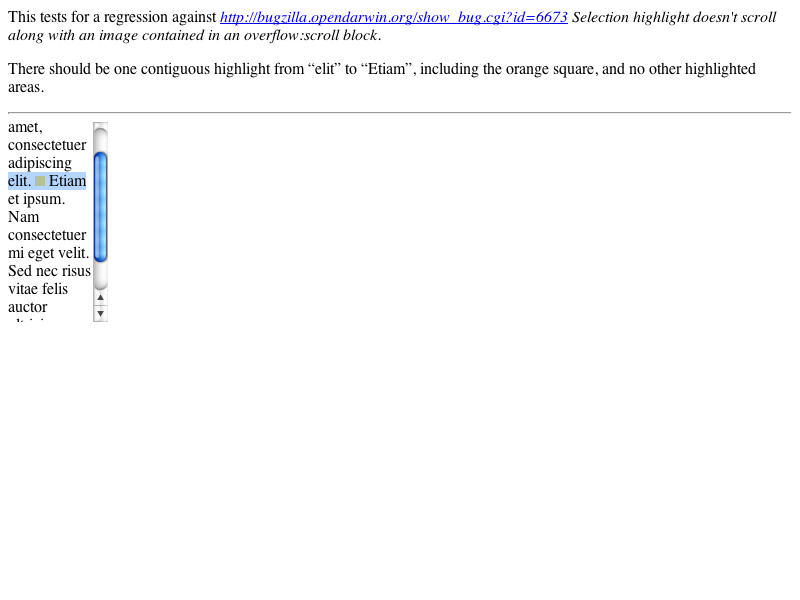 This tests for a regression against http://bugzilla.opendarwin.org/show_bug.cgi?id=6673 Selection highlight doesn't scroll
along with an image contained in an overflow:scroll block.
There should be one contiguous highlight from “elit” to “Etiam”, including the orange square, and no other highlighted
areas.
amet,
consectetuer
adipiscing
elit. Etiam
et ipsum.
Nam
consectetuer
mi eget velit.
Sed nec risus
vitae felis
auctor